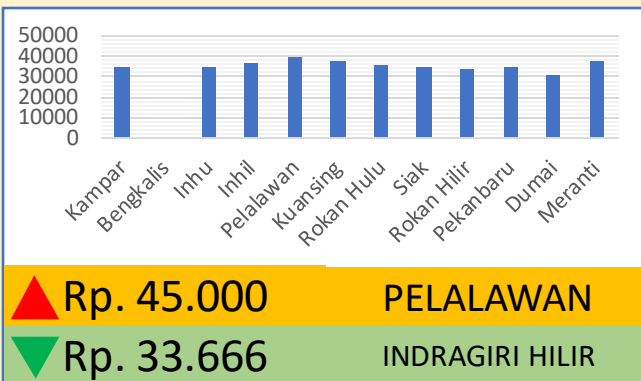 50000
40000
30000
20000
10000
0
Kampar
Bengkalis
Inhu
Inhil
Pelalawan
Kuansing
Rokan Hulu
Siak
Rokan Hilir
Pekanbaru
Dumai
Meranti
Rp. 45.000 PELALAWAN
Rp. 33.666 INDRAGIRI HILIR